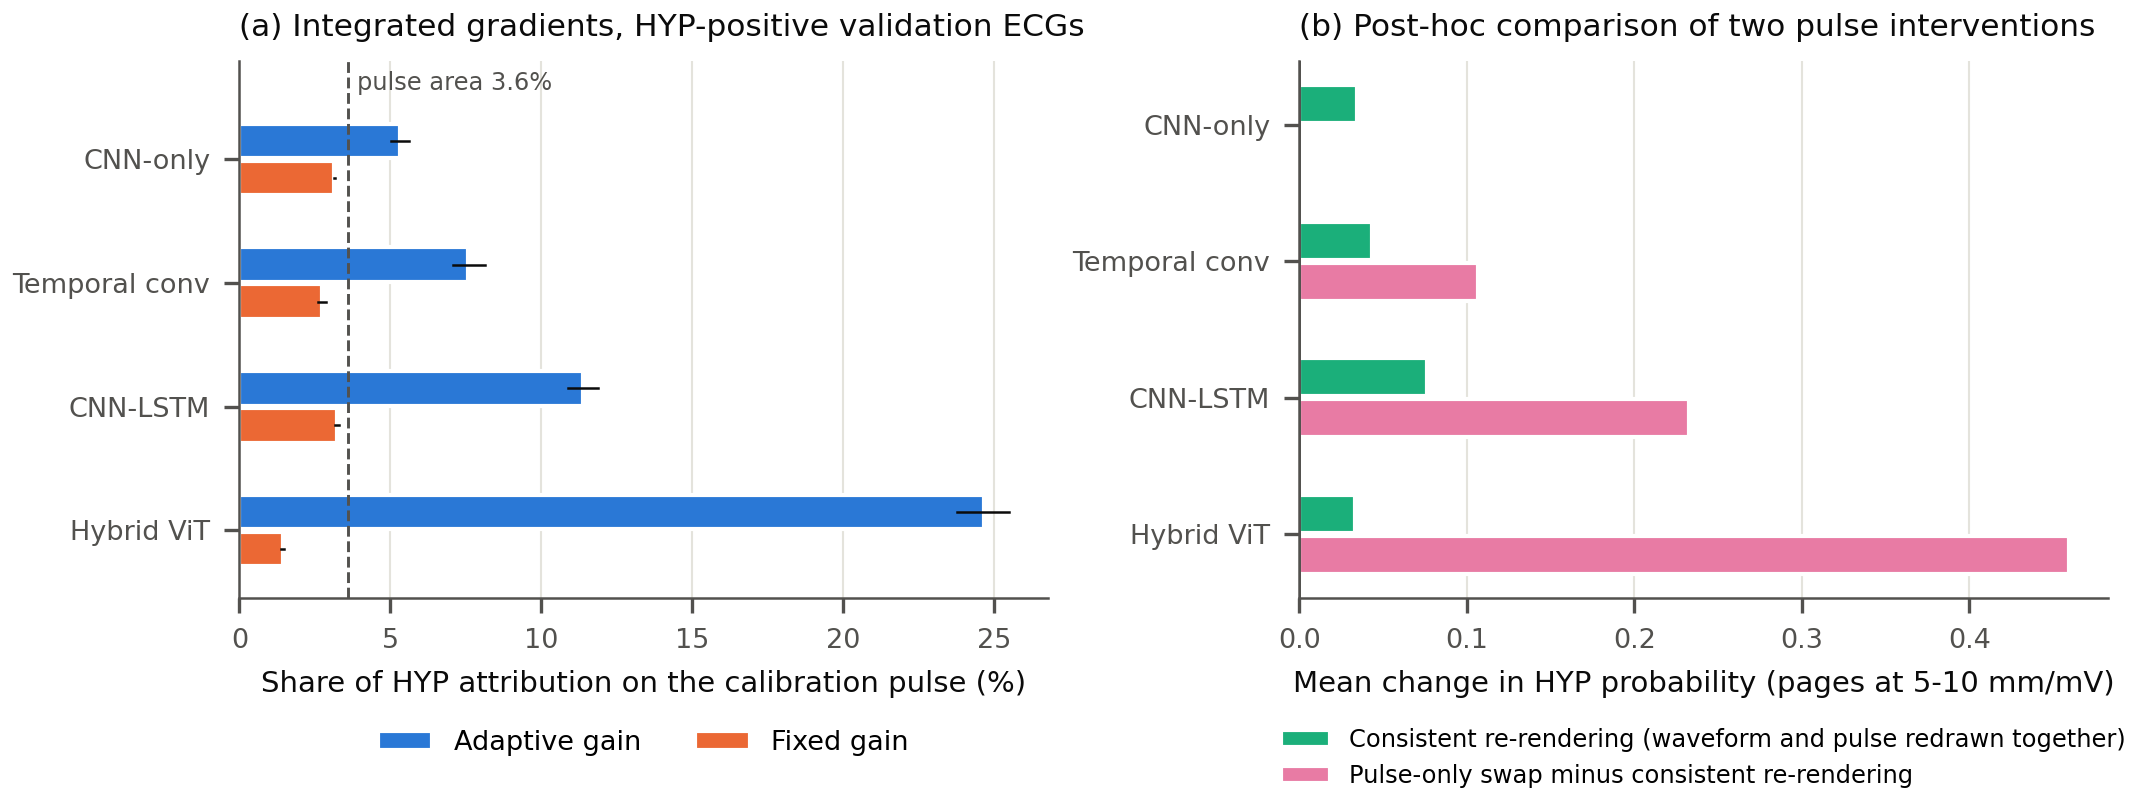 (a) Integrated gradients, HYP-positive validation ECGs
pulse area 3.6%
CNN-only
Temporal conv
CNN-LSTM
Hybrid ViT
0 5 10 15 20 25
Share of HYP attribution on the calibration pulse (%)
Adaptive gain Fixed gain
(b) Post-hoc comparison of two pulse interventions
CNN-only
Temporal conv
CNN-LSTM
Hybrid ViT
0.0 0.1 0.2 0.3 0.4
Mean change in HYP probability (pages at 5-10 mm/mV)
Consistent re-rendering (waveform and pulse redrawn together)
Pulse-only swap minus consistent re-rendering